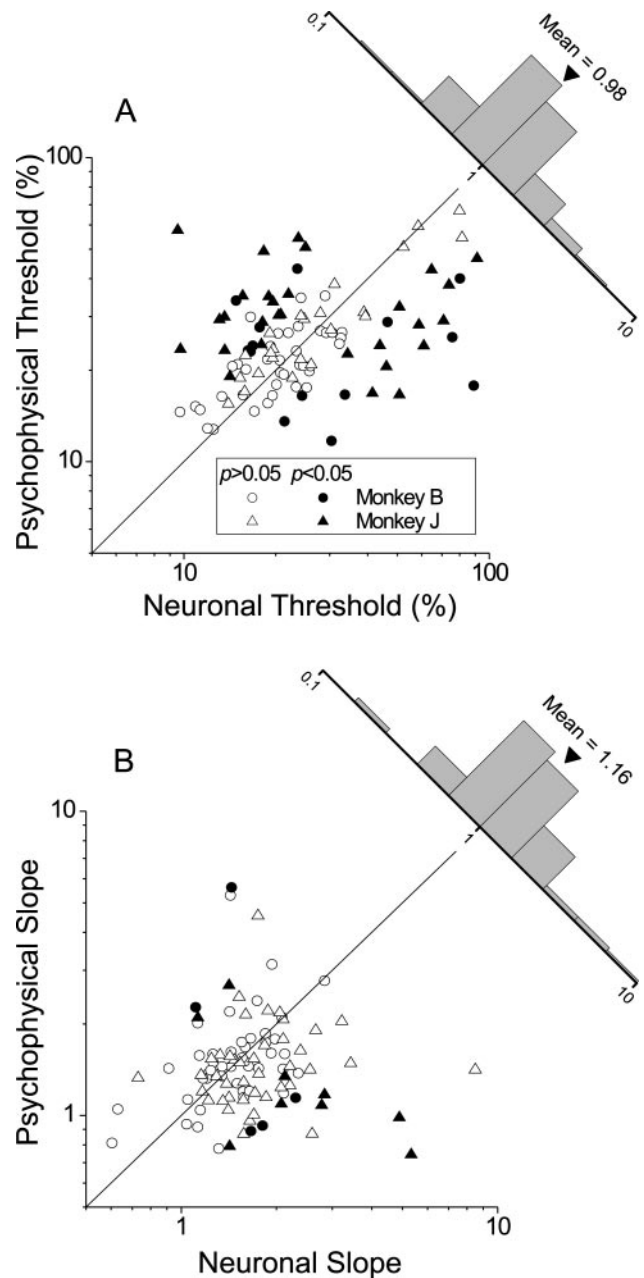 0.1
Mean = 0.98
A
100
1
Psychophysical Threshold (%)
10
p>0.05 p<0.05
Monkey B
Monkey J
10
10 100
Neuronal Threshold (%)
0.1
Mean = 1.16
B
10
1
Psychophysical Slope
10
1
1 10
Neuronal Slope